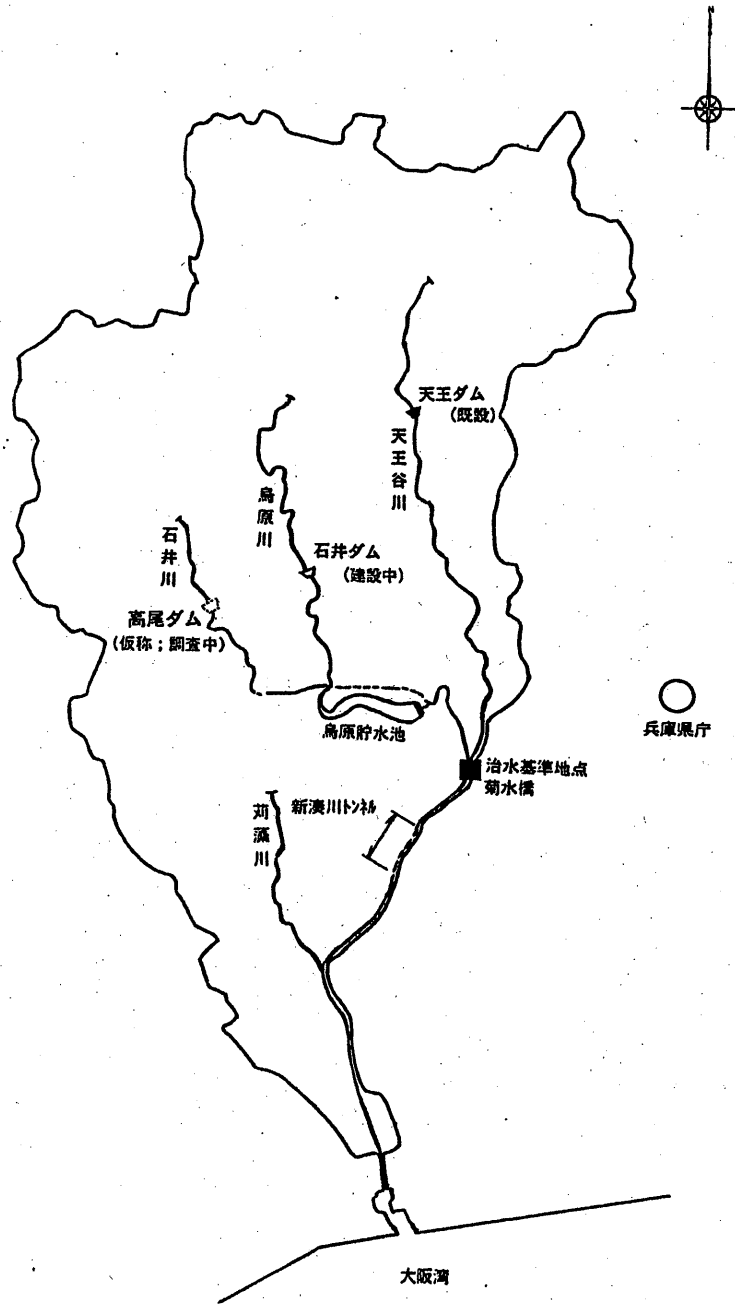 N
天王ダム
(既設)
天王谷川
烏原川
石井ダム
(建設中)
石井川
高尾ダム
(仮称；調査中)
烏原貯水池
兵庫県庁
治水基準地点
菊水橋
新湊川トンネル
苅藻川
大阪湾